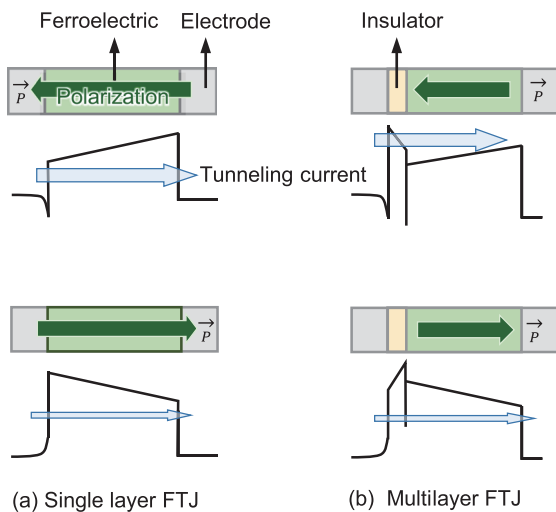 Ferroelectric
Electrode
Insulator
P
Polarization
P
Tunneling current
P
P
(a) Single layer FTJ
(b) Multilayer FTJ